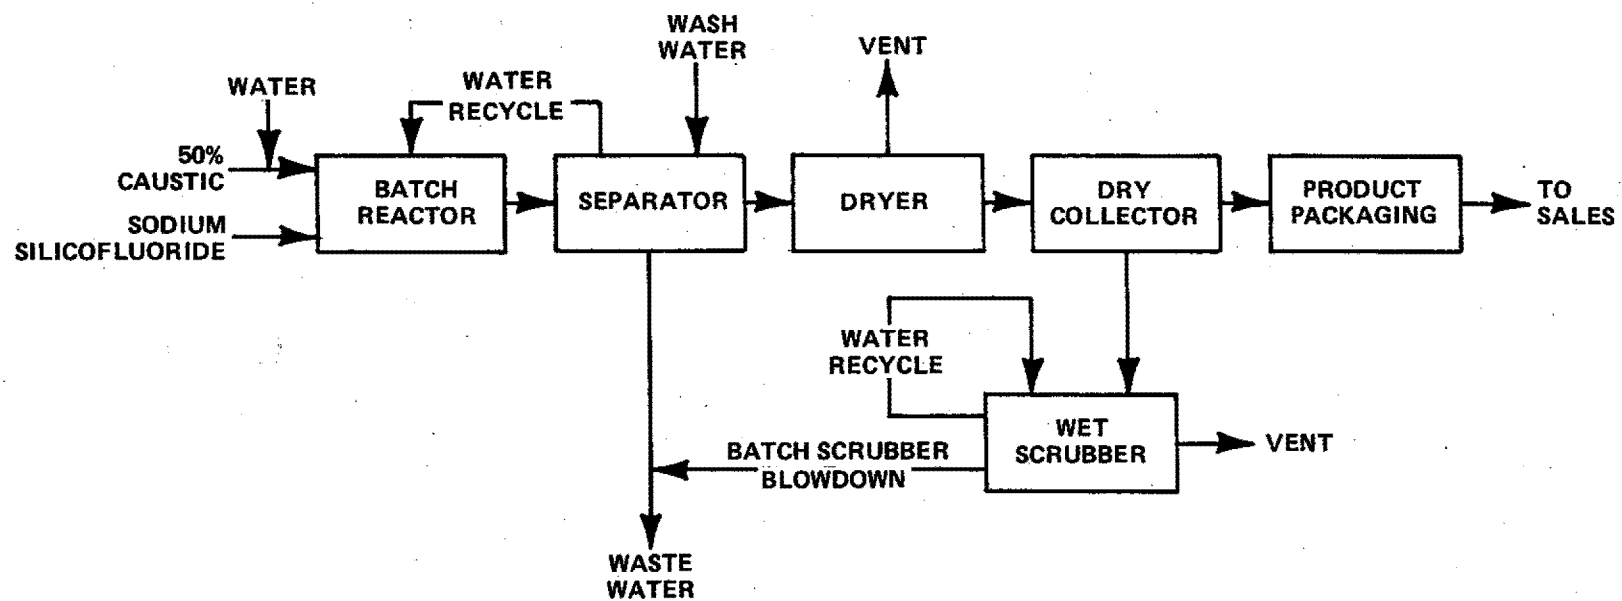 WASH
WATER
VENT
WATER
WATER
RECYCLE
50%
CAUSTIC
SODIUM
SILICOFLUORIDE
BATCH
REACTOR
SEPARATOR
DRYER
DRY
COLLECTOR
PRODUCT
PACKAGING
TO
SALES
WATER
RECYCLE
WET
SCRUBBER
VENT
BATCH SCRUBBER
BLOWDOWN
WASTE
WATER